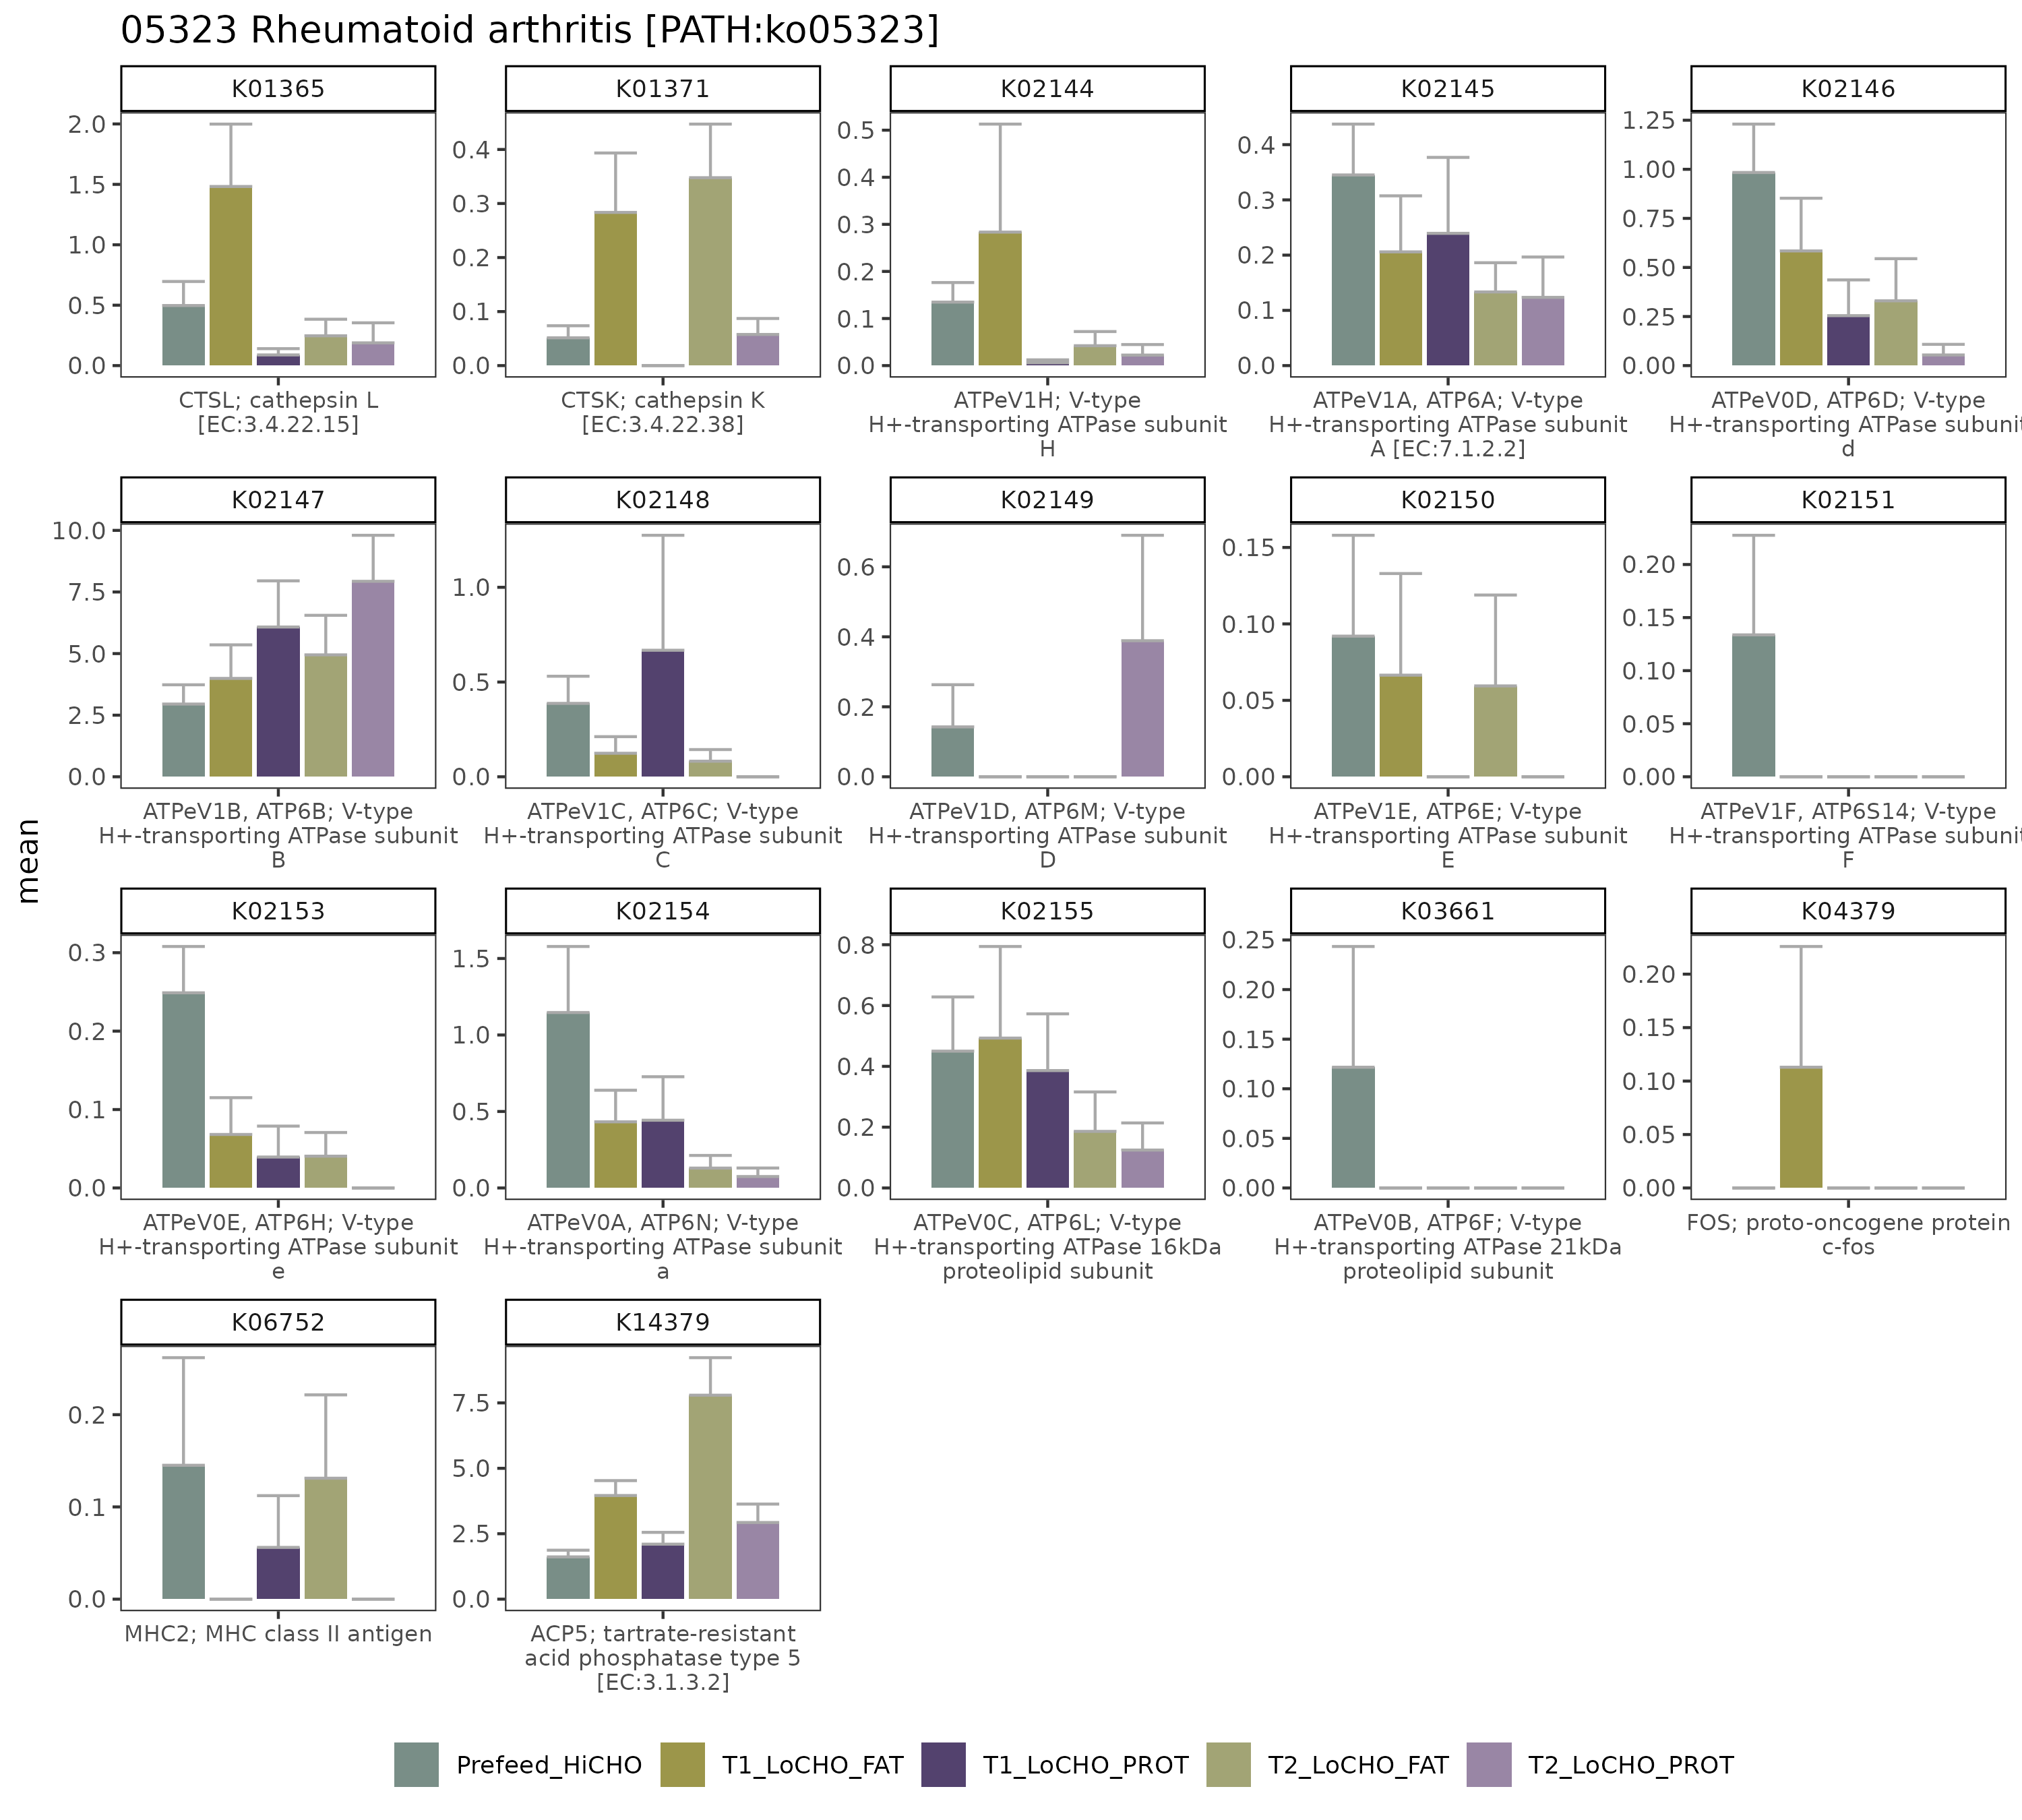 05323 Rheumatoid arthritis [PATH:ko05323]
mean
K01365
2.0
1.5
1.0
0.5
0.0
CTSL; cathepsin L
[EC:3.4.22.15]
K01371
0.4
0.3
0.2
0.1
0.0
CTSK; cathepsin K
[EC:3.4.22.38]
K02144
0.5
0.4
0.3
0.2
0.1
0.0
ATPeV1H; V-type
H+-transporting ATPase subunit
H
K02145
0.4
0.3
0.2
0.1
0.0
ATPeV1A, ATP6A; V-type
H+-transporting ATPase subunit
A [EC:7.1.2.2]
K02146
1.25
1.00
0.75
0.50
0.25
0.00
ATPeV0D, ATP6D; V-type
H+-transporting ATPase subunit
d
K02147
10.0
7.5
5.0
2.5
0.0
ATPeV1B, ATP6B; V-type
H+-transporting ATPase subunit
B
K02148
1.0
0.5
0.0
ATPeV1C, ATP6C; V-type
H+-transporting ATPase subunit
C
K02149
0.6
0.4
0.2
0.0
ATPeV1D, ATP6M; V-type
H+-transporting ATPase subunit
D
K02150
0.15
0.10
0.05
0.00
ATPeV1E, ATP6E; V-type
H+-transporting ATPase subunit
E
K02151
0.20
0.15
0.10
0.05
0.00
ATPeV1F, ATP6S14; V-type
H+-transporting ATPase subunit
F
K02153
0.3
0.2
0.1
0.0
ATPeV0E, ATP6H; V-type
H+-transporting ATPase subunit
e
K02154
1.5
1.0
0.5
0.0
ATPeV0A, ATP6N; V-type
H+-transporting ATPase subunit
a
K02155
0.8
0.6
0.4
0.2
0.0
ATPeV0C, ATP6L; V-type
H+-transporting ATPase 16kDa
proteolipid subunit
K03661
0.25
0.20
0.15
0.10
0.05
0.00
ATPeV0B, ATP6F; V-type
H+-transporting ATPase 21kDa
proteolipid subunit
K04379
0.20
0.15
0.10
0.05
0.00
FOS; proto-oncogene protein
c-fos
K06752
0.2
0.1
0.0
MHC2; MHC class II antigen
K14379
7.5
5.0
2.5
0.0
ACP5; tartrate-resistant
acid phosphatase type 5
[EC:3.1.3.2]
Prefeed_HiCHO
T1_LoCHO_FAT
T1_LoCHO_PROT
T2_LoCHO_FAT
T2_LoCHO_PROT